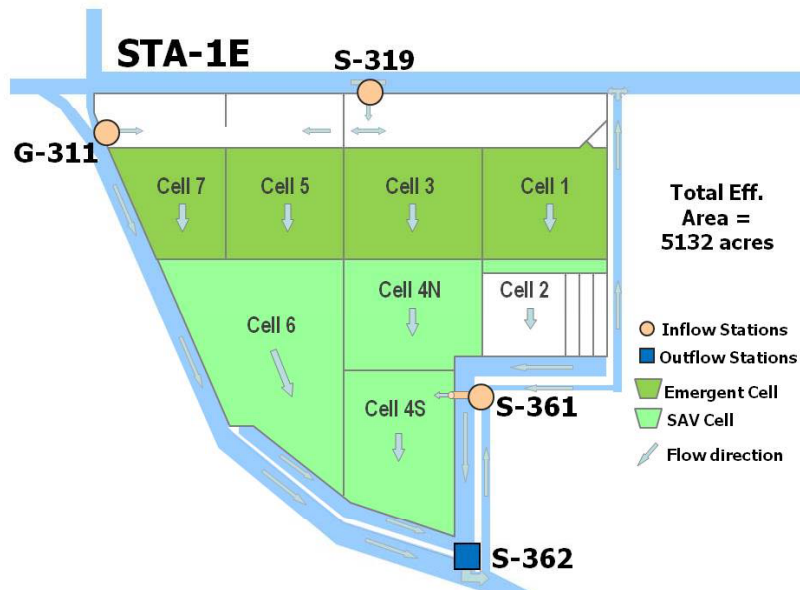 STA-1E
S-319
G-311
Cell 7
Cell 5
Cell 3
Cell 1
Total Eff.
Area =
5132 acres
Cell 4N
Cell 2
Cell 6
Inflow Stations
Outflow Stations
Emergent Cell
SAV Cell
Flow direction
Cell 4S
S-361
S-362